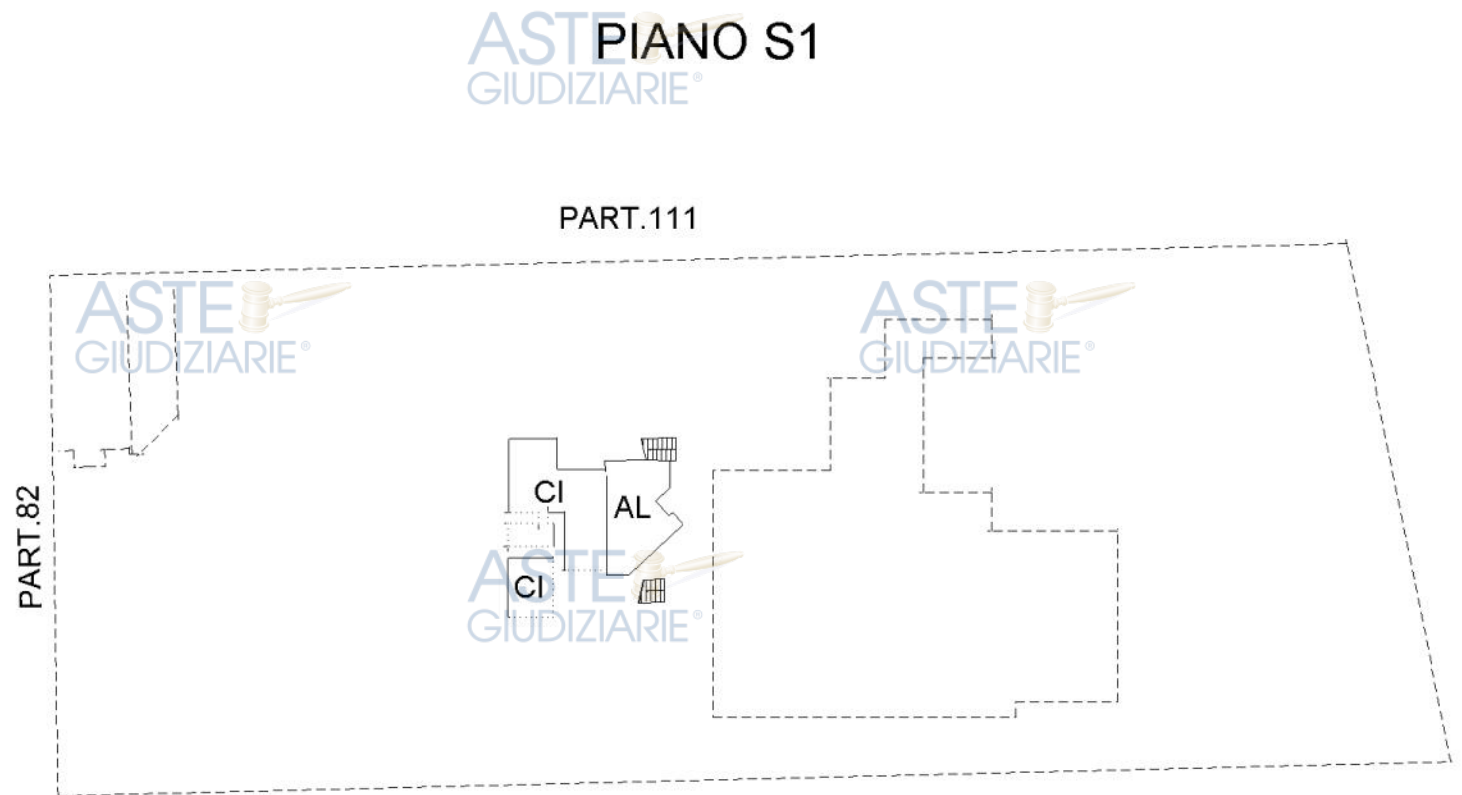 PIANO S1
ASTE
GIUDIZIARIE®
PART.111
ASTE
GIUDIZIARIE®
ASTE
GIUDIZIARIE®
PART.82
CI
AL
CI
ASTE
GIUDIZIARIE®